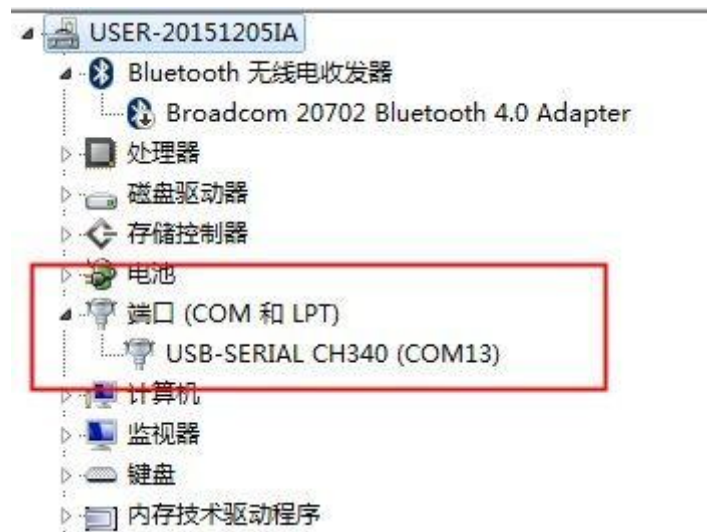 USER-20151205IA
Bluetooth 无线电收发器
Broadcom 20702 Bluetooth 4.0 Adapter
处理器
磁盘驱动器
存储控制器
电池
端口 (COM 和 LPT)
USB-SERIAL CH340 (COM13)
计算机
监视器
键盘
内存技术驱动程序